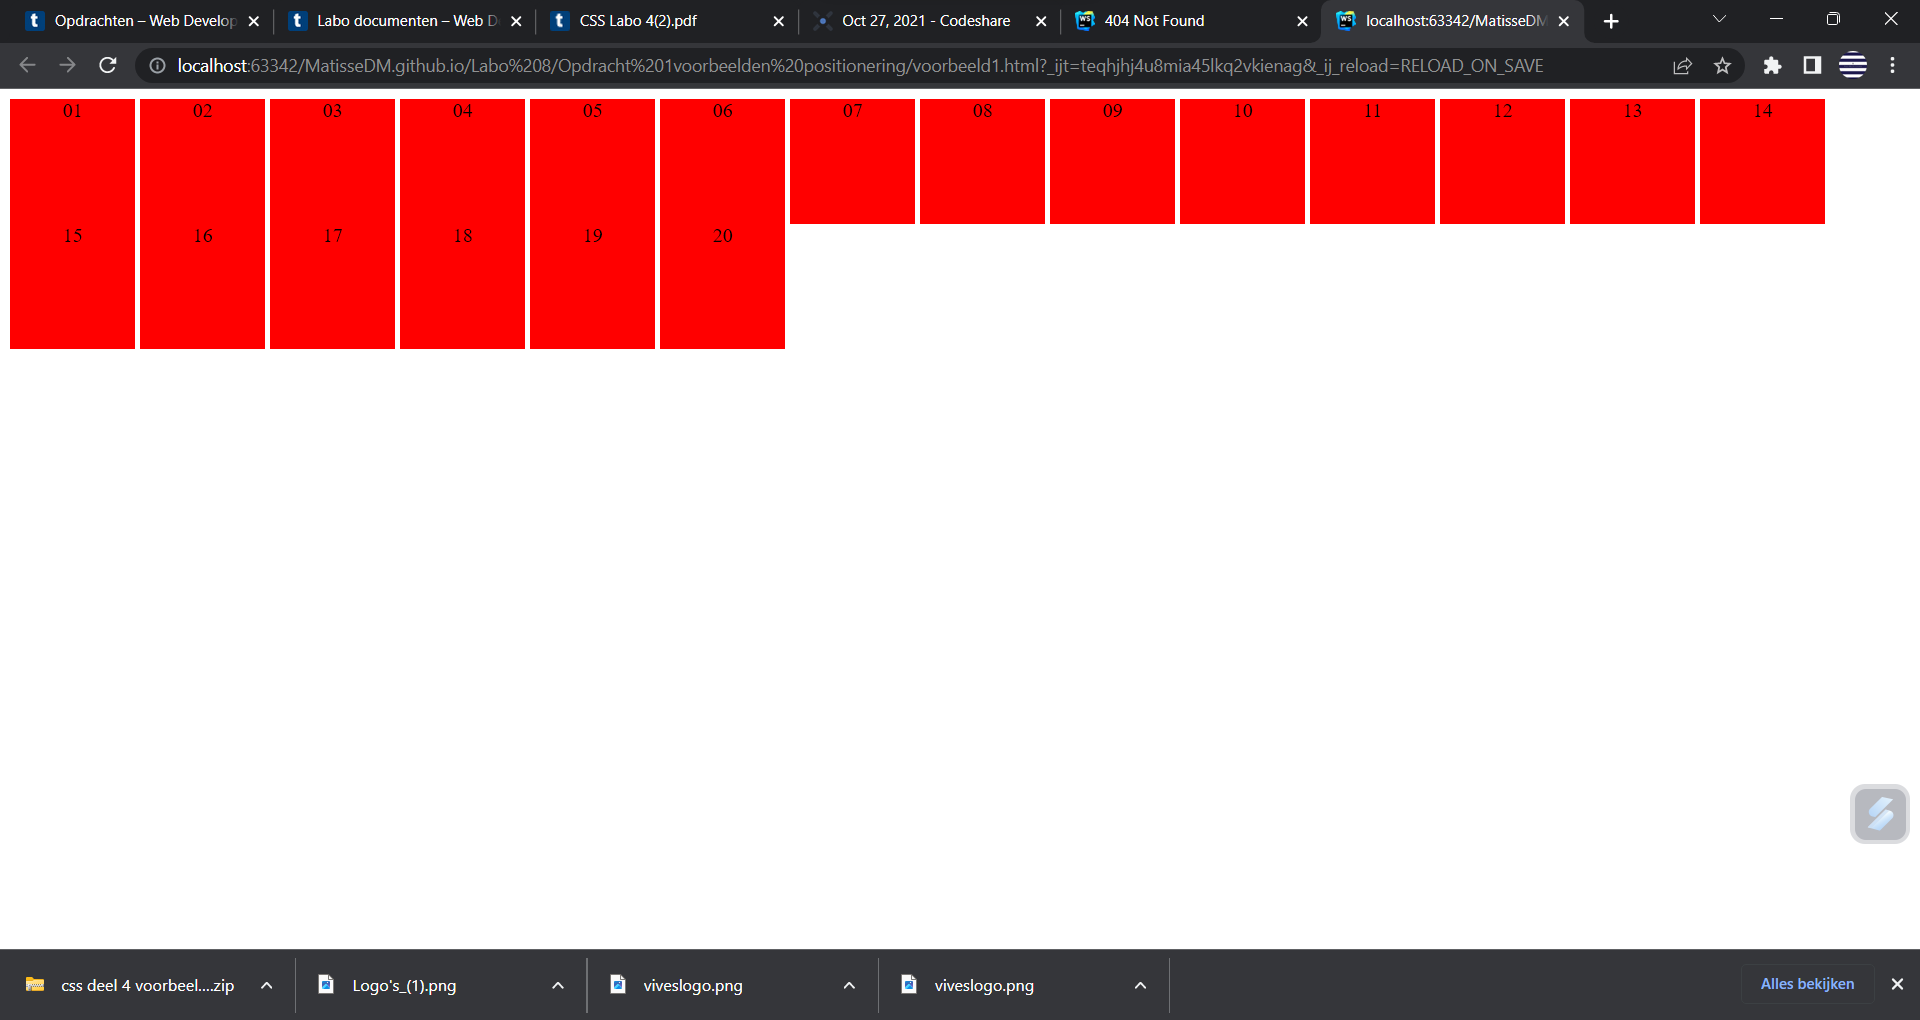 Opdrachten – Web Develop
Labo documenten – Web D
CSS Labo 4(2).pdf
Oct 27, 2021 - Codeshare
404 Not Found
localhost:63342/MatisseDM
localhost:63342/MatisseDM.github.io/Labo%208/Opdracht%201voorbeelden%20positionering/voorbeeld1.html?_ijt=teqhjhj4u8mia45lkq2vkienag&_ij_reload=RELOAD_ON_SAVE
01 02 03 04 05 06 07 08 09 10 11 12 13 14
15 16 17 18 19 20
css deel 4 voorbeel....zip
Logo's_(1).png
viveslogo.png
viveslogo.png
Alles bekijken